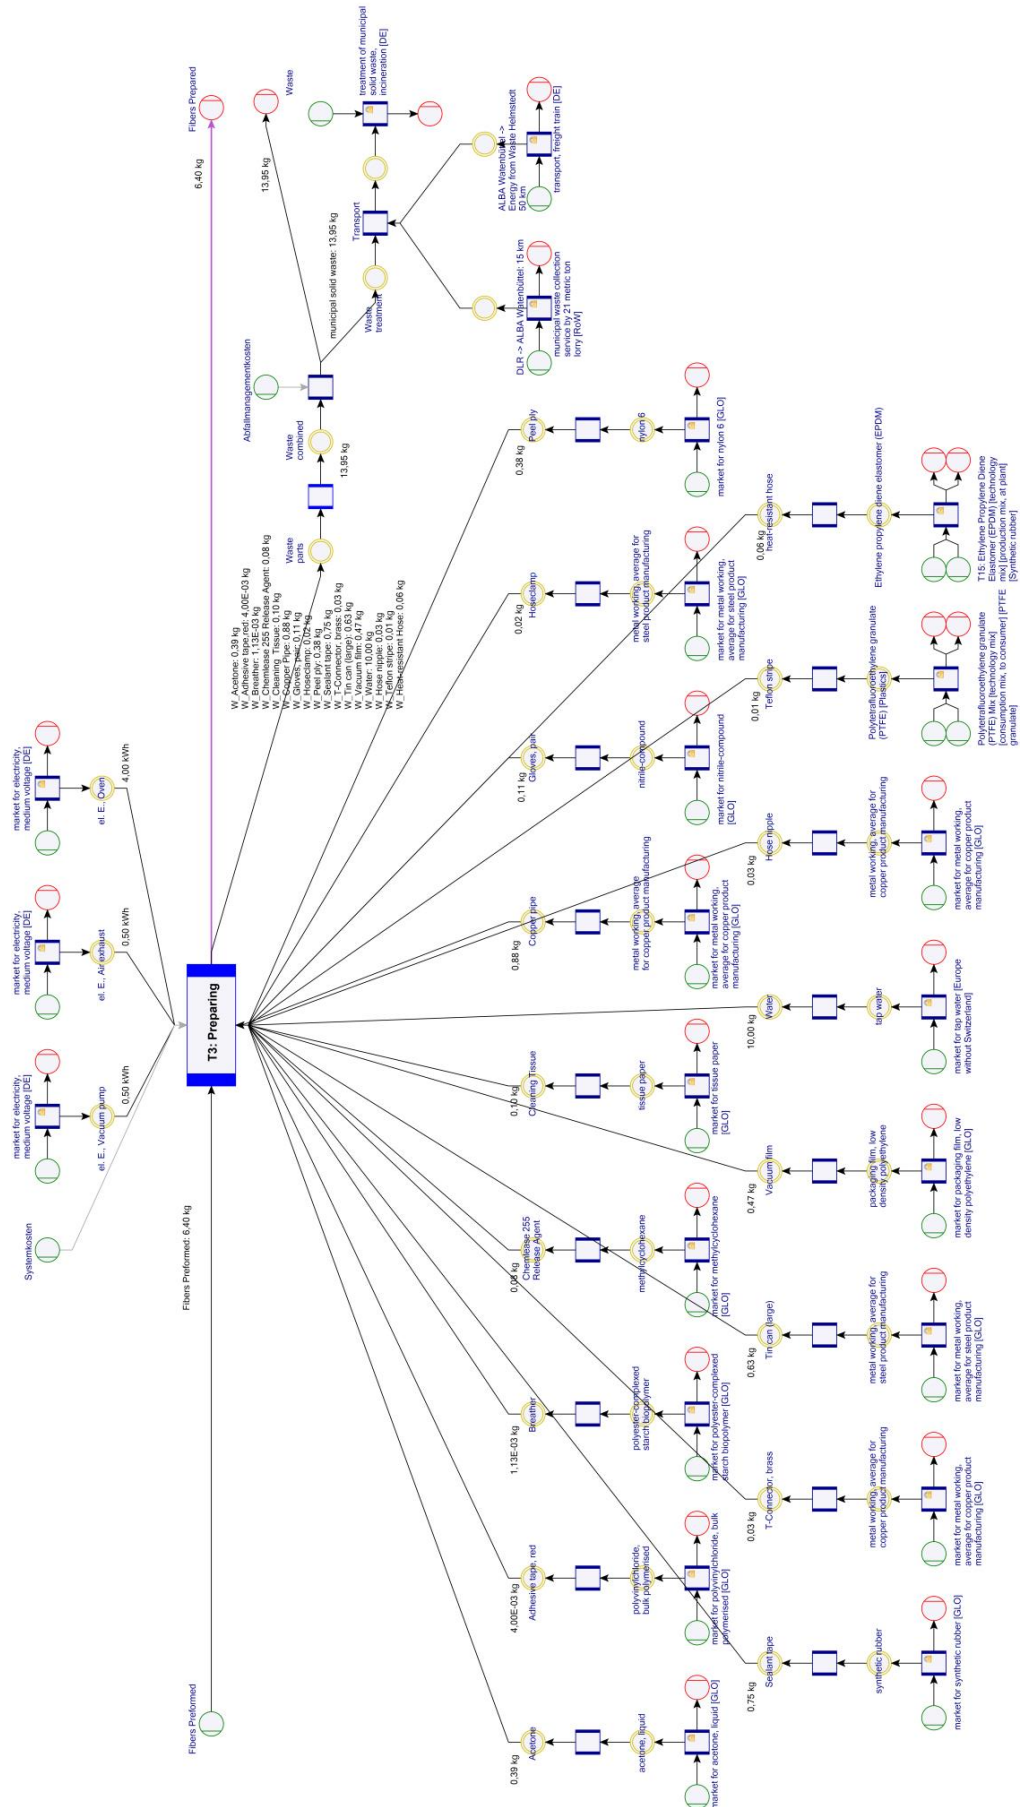 Systemkosten
market for electricity,
medium voltage [DE]
el. E., Vacuum pump
0,50 kWh
market for electricity,
medium voltage [DE]
el. E., Air exhaust
0,50 kWh
market for electricity,
medium voltage [DE]
el. E., Oven
4,00 kWh
Fibers Preformed
Fibers Preformed: 6,40 kg
T3: Preparing
6,40 kg
Fibers Prepared
13,95 kg
Waste
W_Acetone: 0,39 kg
W_Adhesive tape,red: 4,00E-03 kg
W_Breather: 1,13E-03 kg
W_Chemlease 255 Release Agent: 0,08 kg
W_Cleaning Tissue: 0,10 kg
W_Copper Pipe: 0,88 kg
W_Gloves, pair: 0,11 kg
W_Hoseclamp: 0,02 kg
W_Peel ply: 0,38 kg
W_Sealant tape: 0,75 kg
W_T-Connector, brass: 0,03 kg
W_Tin can (large): 0,63 kg
W_Vacuum film: 0,47 kg
W_Water: 10,00 kg
W_Hose nipple: 0,03 kg
W_Teflon stripe: 0,01 kg
W_Heat-resistant Hose: 0,06 kg
Waste
parts
Waste
combined
13,95 kg
Abfallmanagementkosten
municipal solid waste: 13,95 kg
Waste
treatment
Transport
treatment of municipal
solid waste,
incineration [DE]
DLR -> ALBA Watenbüttel: 15 km
municipal waste collection
service by 21 metric ton
lorry [RoW]
ALBA Watenbüttel ->
Energy from Waste Helmstedt
50 km
transport, freight train [DE]
0,39 kg
Acetone
acetone, liquid
market for acetone, liquid [GLO]
4,00E-03 kg
Adhesive tape, red
polyvinylchloride,
bulk polymerised
market for polyvinylchloride, bulk
polymerised [GLO]
1,13E-03 kg
Breather
polyester-complexed
starch biopolymer
market for polyester-complexed
starch biopolymer [GLO]
0,08 kg
Chemlease 255
Release Agent
methylcyclohexane
market for methylcyclohexane
[GLO]
0,10 kg
Cleaning Tissue
tissue paper
market for tissue paper
[GLO]
0,88 kg
Copper pipe
metal working, average
for copper product manufacturing
market for metal working,
average for copper product
manufacturing [GLO]
0,11 kg
Gloves, pair
nitrile-compound
market for nitrile-compound
[GLO]
0,02 kg
Hoseclamp
metal working, average for
steel product manufacturing
market for metal working,
average for steel product
manufacturing [GLO]
0,38 kg
Peel ply
nylon 6
market for nylon 6 [GLO]
0,75 kg
Sealant tape
synthetic rubber
market for synthetic rubber [GLO]
0,03 kg
T-Connector, brass
metal working, average for
copper product manufacturing
market for metal working,
average for copper product
manufacturing [GLO]
0,63 kg
Tin can (large)
metal working, average for
steel product manufacturing
market for metal working,
average for steel product
manufacturing [GLO]
0,47 kg
Vacuum film
packaging film, low
density polyethylene
market for packaging film, low
density polyethylene [GLO]
10,00 kg
Water
tap water
market for tap water [Europe
without Switzerland]
0,03 kg
Hose nipple
metal working, average for
copper product manufacturing
market for metal working,
average for copper product
manufacturing [GLO]
0,01 kg
Teflon stripe
Polytetrafluoroethylene granulate
(PTFE) [Plastics]
Polytetrafluoroethylene granulate
(PTFE) Mix [technology mix]
[consumption mix, to consumer] [PTFE
granulate]
0,06 kg
heat-resistant hose
Ethylene propylene diene elastomer (EPDM)
T15: Ethylene Propylene Diene
Elastomer (EPDM) [technology
mix] [production mix, at plant]
[Synthetic rubber]